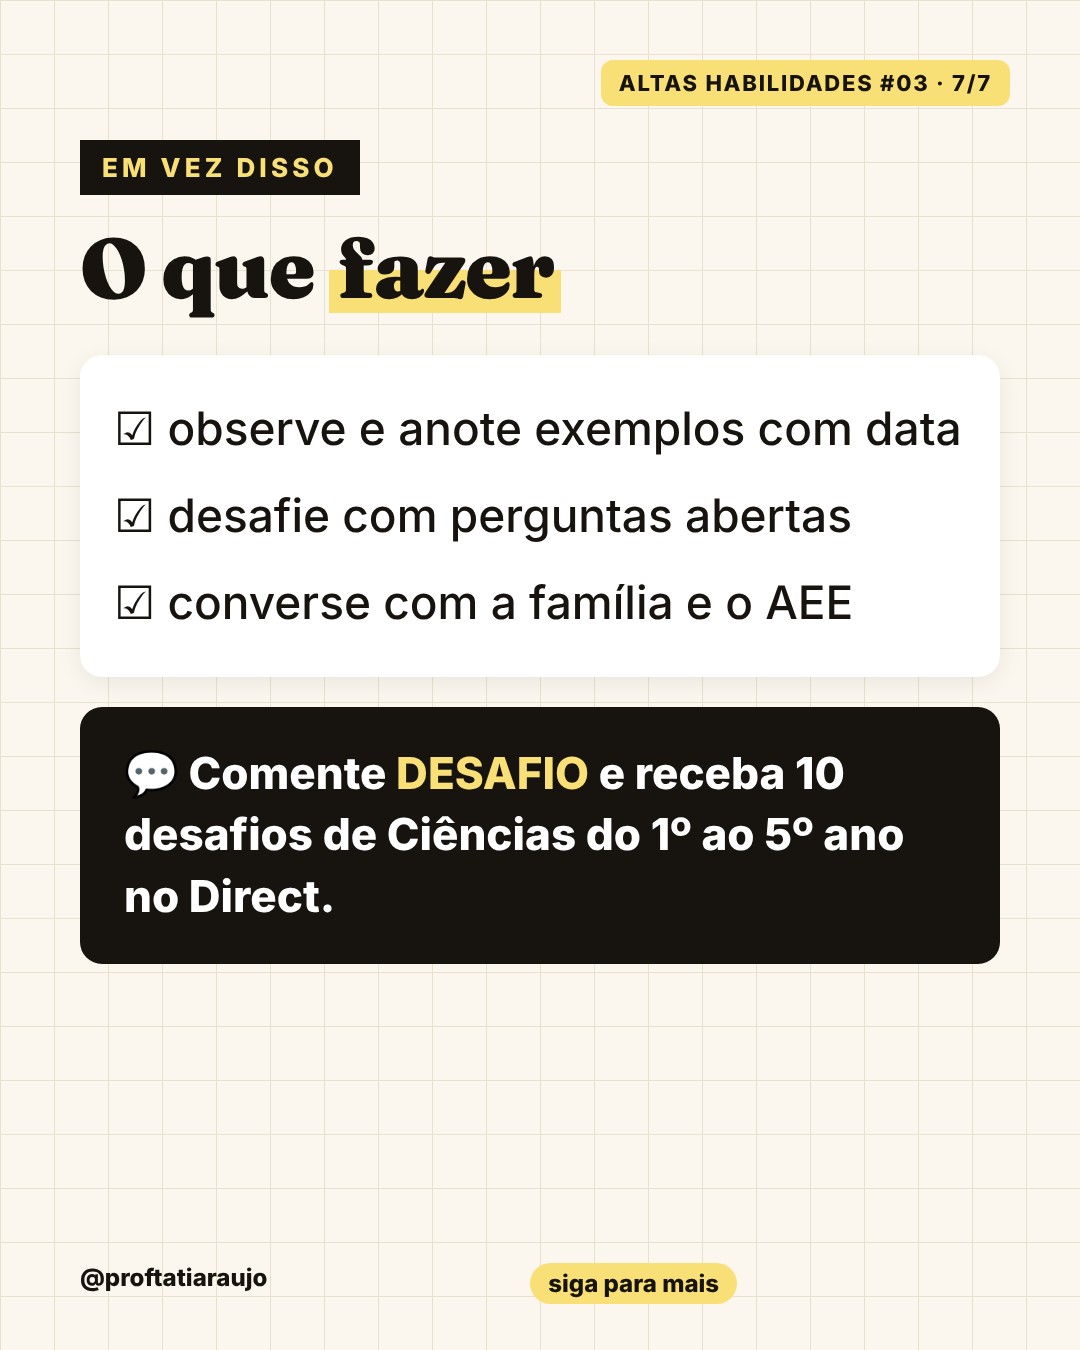 ALTAS HABILIDADES #03 · 7/7
EM VEZ DISSO
O que fazer
☑ observe e anote exemplos com data
☑ desafie com perguntas abertas
☑ converse com a família e o AEE
💬 Comente DESAFIO e receba 10
desafios de Ciências do 1º ao 5º ano
no Direct.
@proftatiaraujo
siga para mais